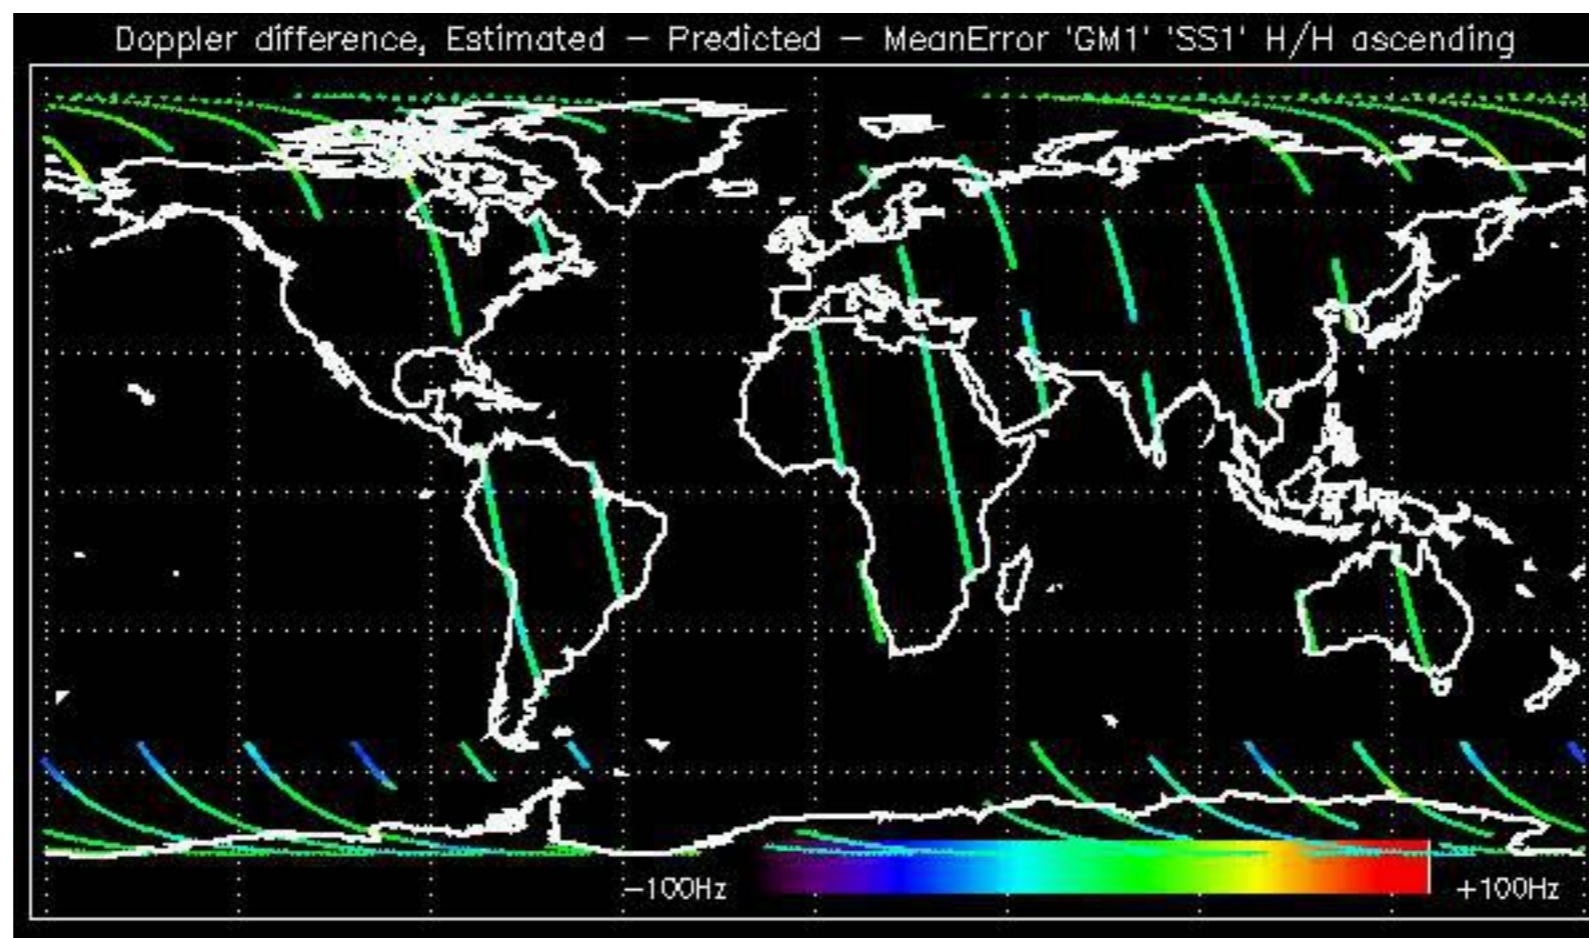 Doppler difference, Estimated − Predicted − MeanError 'GM1' 'SS1' H/H ascending
−100Hz
+100Hz